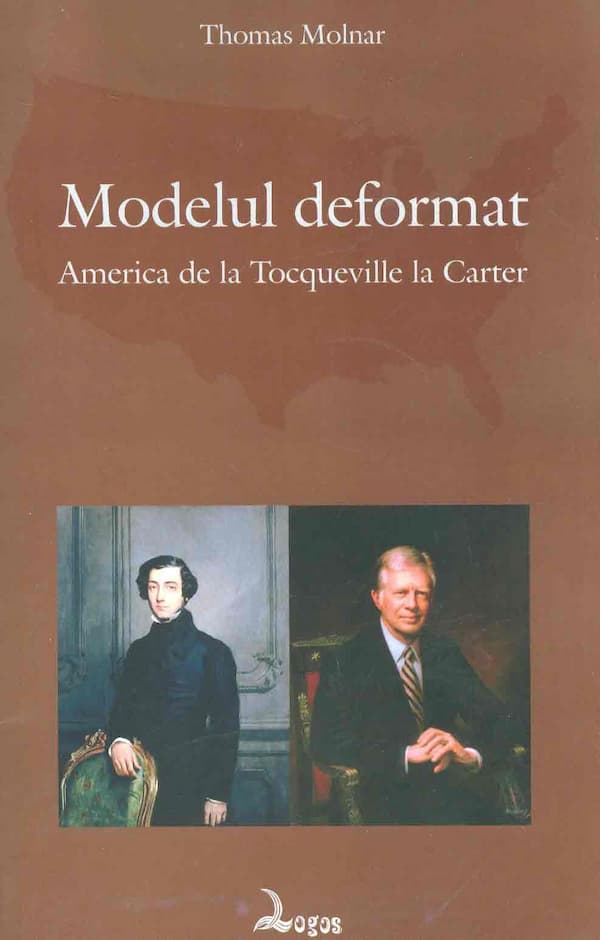 Thomas Molnar
Modelul deformat
America de la Tocqueville la Carter
Logos